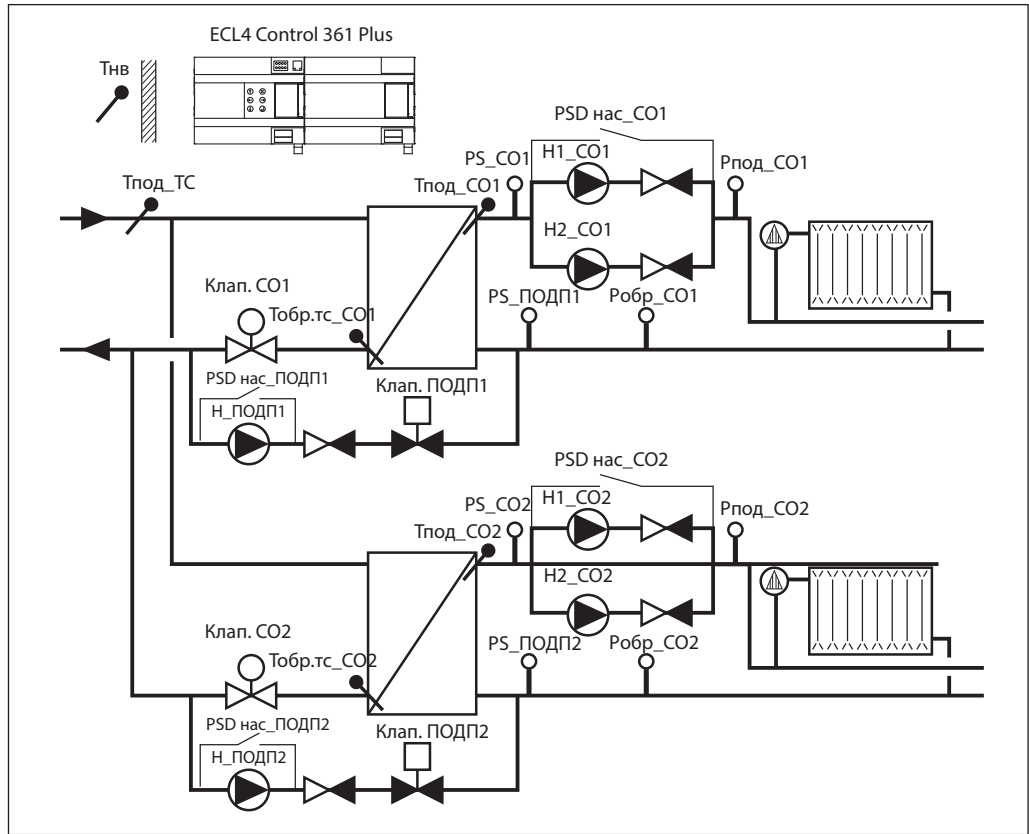 ECL4 Control 361 Plus
Тнв
PSD нас_СО1
PS_СО1
Н1_СО1
Рпод_СО1
Тпод_ТС
Тпод_СО1
Н2_СО1
Клап. СО1
PS_ПОДП1
Робр_СО1
Тобр.тс_СО1
PSD нас_ПОДП1
Клап. ПОДП1
Н_ПОДП1
PSD нас_СО2
PS_СО2
Н1_СО2
Рпод_СО2
Тпод_СО2
Н2_СО2
Клап. СО2
PS_ПОДП2
Робр_СО2
Тобр.тс_СО2
PSD нас_ПОДП2
Клап. ПОДП2
Н_ПОДП2